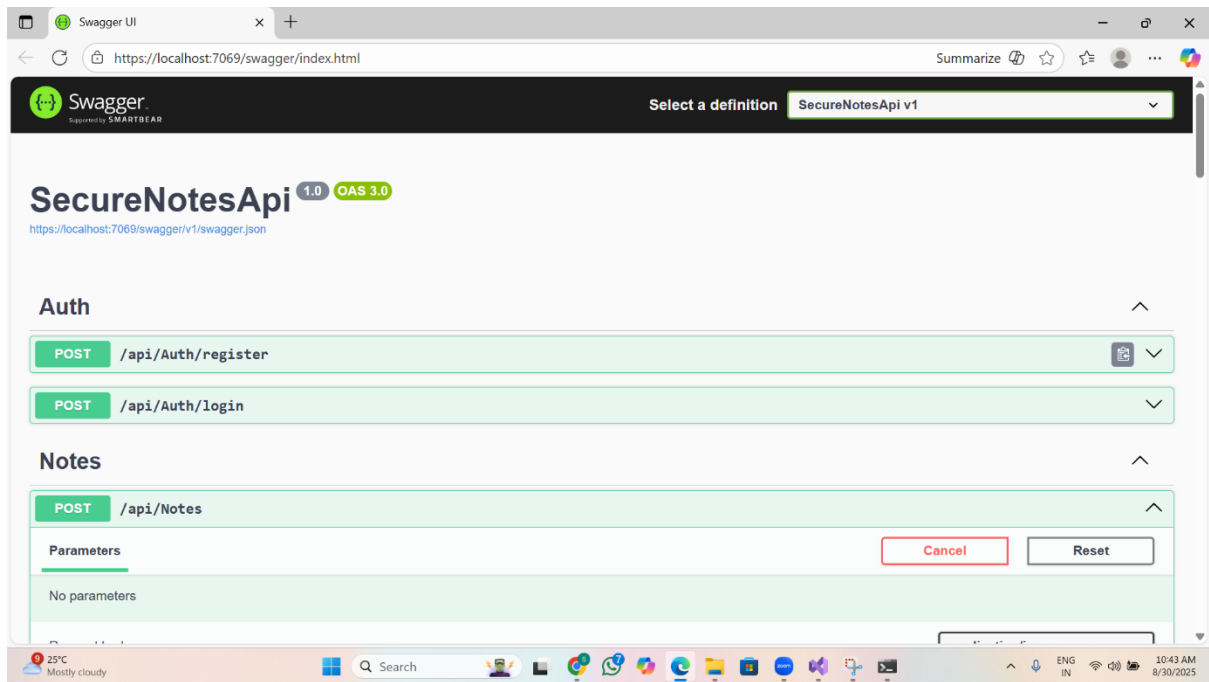 Swagger UI
https://localhost:7069/swagger/index.html
Summarize
Swagger.
Supported by SMARTBEAR
Select a definition
SecureNotesApi v1
SecureNotesApi 1.0 OAS 3.0
https://localhost:7069/swagger/v1/swagger.json
Auth
POST /api/Auth/register
POST /api/Auth/login
Notes
POST /api/Notes
Parameters
Cancel
Reset
No parameters
9
25°C
Mostly cloudy
Search
7
ENG
IN
10:43 AM
8/30/2025